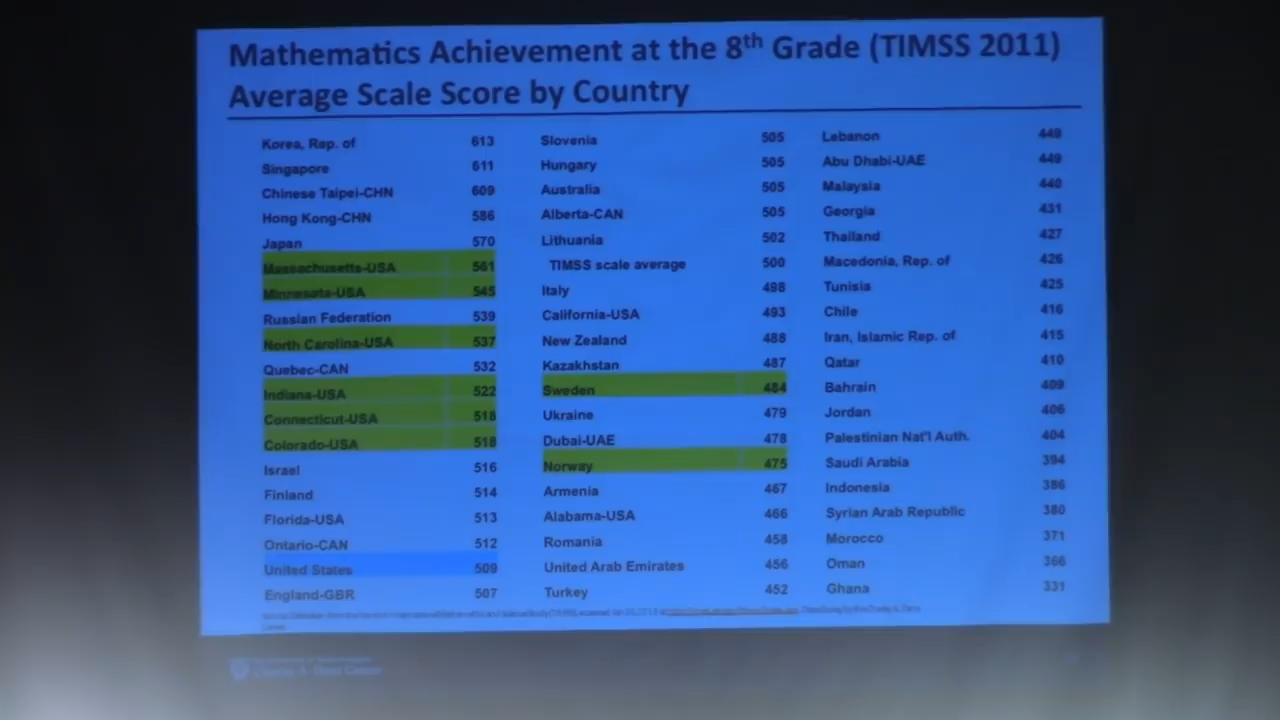 Mathematics Achievement at the 8th Grade (TIMSS 2011)
Average Scale Score by Country
Korea, Rep. of 613
Singapore 611
Chinese Taipei-CHN 609
Hong Kong-CHN 586
Japan 570
Massachusetts-USA 561
Minnesota-USA 545
Russian Federation 539
North Carolina-USA 537
Quebec-CAN 532
Indiana-USA 522
Connecticut-USA 518
Colorado-USA 518
Israel 516
Finland 514
Florida-USA 513
Ontario-CAN 512
United States 509
England-GBR 507
Slovenia 505
Hungary 505
Australia 505
Alberta-CAN 505
Lithuania 502
TIMSS scale average 500
Italy 498
California-USA 493
New Zealand 488
Kazakhstan 487
Sweden 484
Ukraine 479
Dubai-UAE 478
Norway 475
Armenia 467
Alabama-USA 466
Romania 458
United Arab Emirates 456
Turkey 452
Lebanon 449
Abu Dhabi-UAE 449
Malaysia 440
Georgia 431
Thailand 427
Macedonia, Rep. of 426
Tunisia 425
Chile 416
Iran, Islamic Rep. of 415
Qatar 410
Bahrain 409
Jordan 406
Palestinian Nat'l Auth. 404
Saudi Arabia 394
Indonesia 386
Syrian Arab Republic 380
Morocco 371
Oman 366
Ghana 331